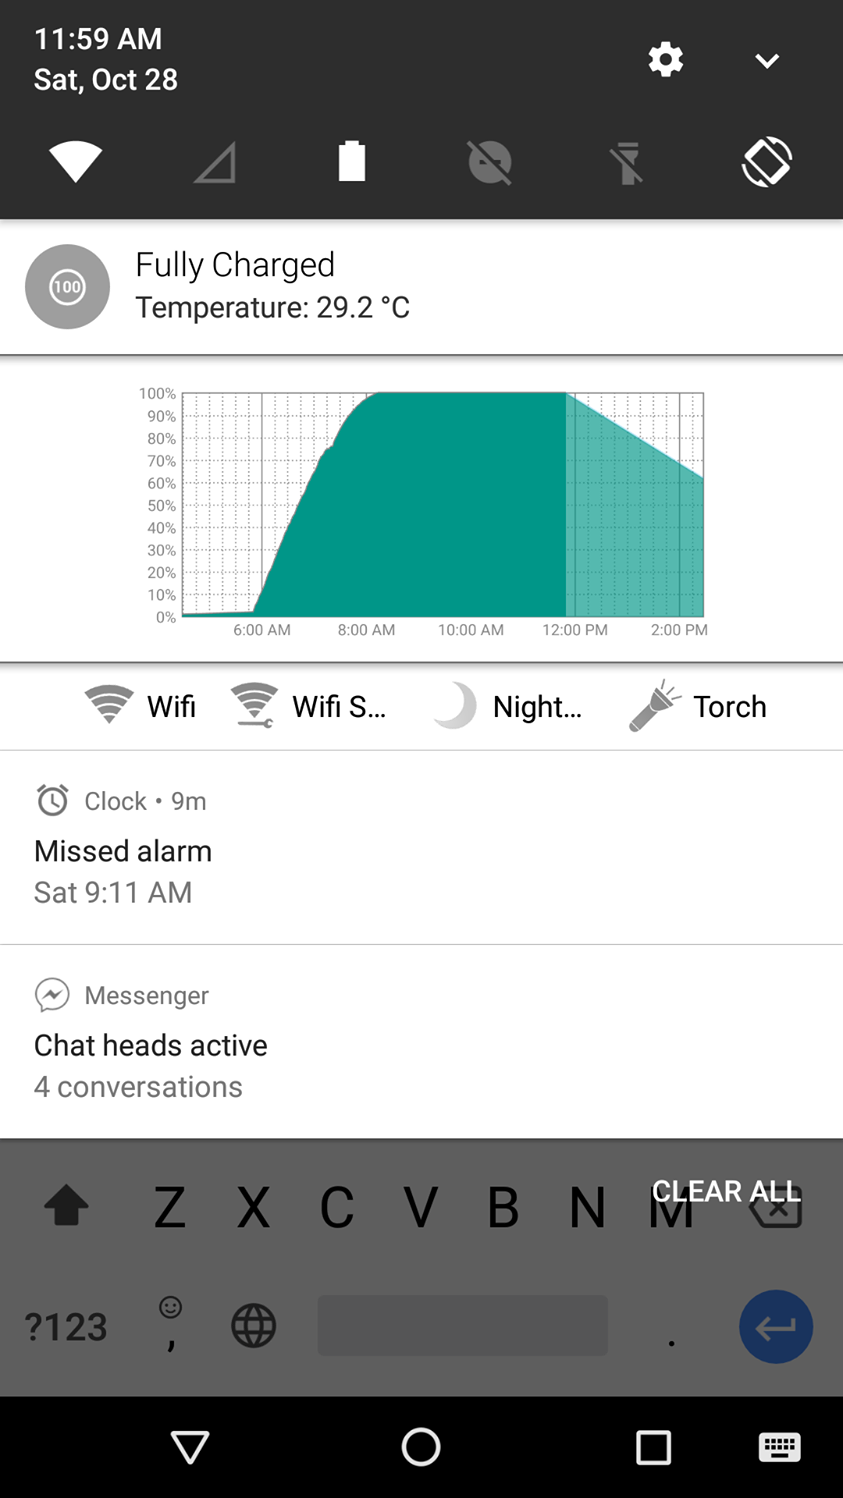 11:59 AM
Sat, Oct 28
100
Fully Charged
Temperature: 29.2 °C
100%
90%
80%
70%
60%
50%
40%
30%
20%
10%
0%
6:00 AM 8:00 AM 10:00 AM 12:00 PM 2:00 PM
Wifi Wifi S... Night... Torch
Clock • 9m
Missed alarm
Sat 9:11 AM
Messenger
Chat heads active
4 conversations
CLEAR ALL
Z X C V B N M
?123 , .